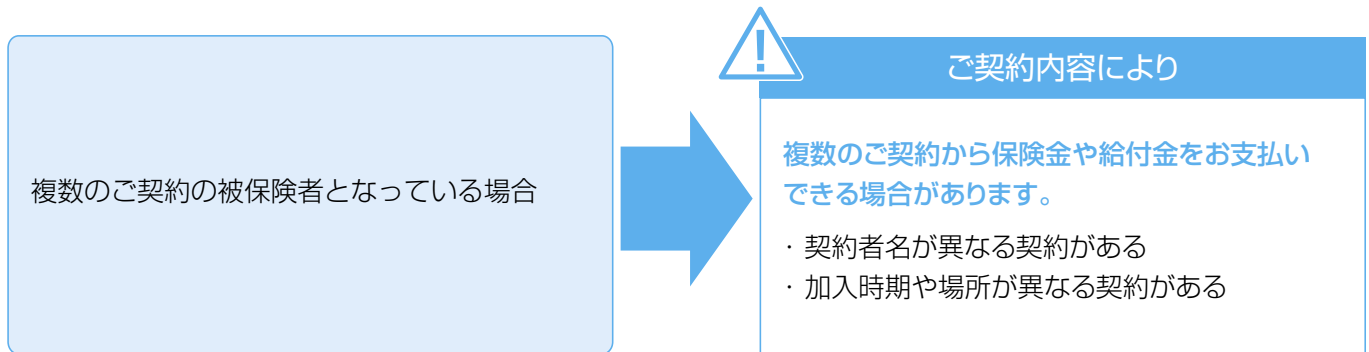 複数のご契約の被保険者となっている場合
!
ご契約内容により
複数のご契約から保険金や給付金をお支払い
できる場合があります。
・契約者名が異なる契約がある
・加入時期や場所が異なる契約がある